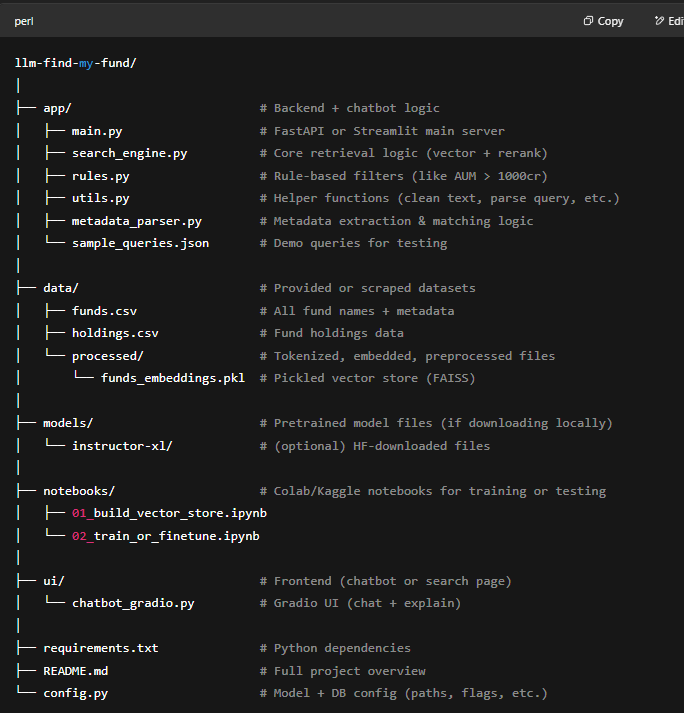 perl Copy Edi
llm-find-my-fund/
│
├── app/                          # Backend + chatbot logic
│   ├── main.py                   # FastAPI or Streamlit main server
│   ├── search_engine.py          # Core retrieval logic (vector + rerank)
│   ├── rules.py                  # Rule-based filters (like AUM > 1000cr)
│   ├── utils.py                  # Helper functions (clean text, parse query, etc.)
│   ├── metadata_parser.py        # Metadata extraction & matching logic
│   └── sample_queries.json       # Demo queries for testing
│
├── data/                         # Provided or scraped datasets
│   ├── funds.csv                 # All fund names + metadata
│   ├── holdings.csv              # Fund holdings data
│   └── processed/                # Tokenized, embedded, preprocessed files
│       └── funds_embeddings.pkl  # Pickled vector store (FAISS)
│
├── models/                       # Pretrained model files (if downloading locally)
│   └── instructor-xl/            # (optional) HF-downloaded files
│
├── notebooks/                    # Colab/Kaggle notebooks for training or testing
│   ├── 01_build_vector_store.ipynb
│   └── 02_train_or_finetune.ipynb
│
├── ui/                           # Frontend (chatbot or search page)
│   └── chatbot_gradio.py         # Gradio UI (chat + explain)
│
├── requirements.txt              # Python dependencies
├── README.md                     # Full project overview
└── config.py                     # Model + DB config (paths, flags, etc.)